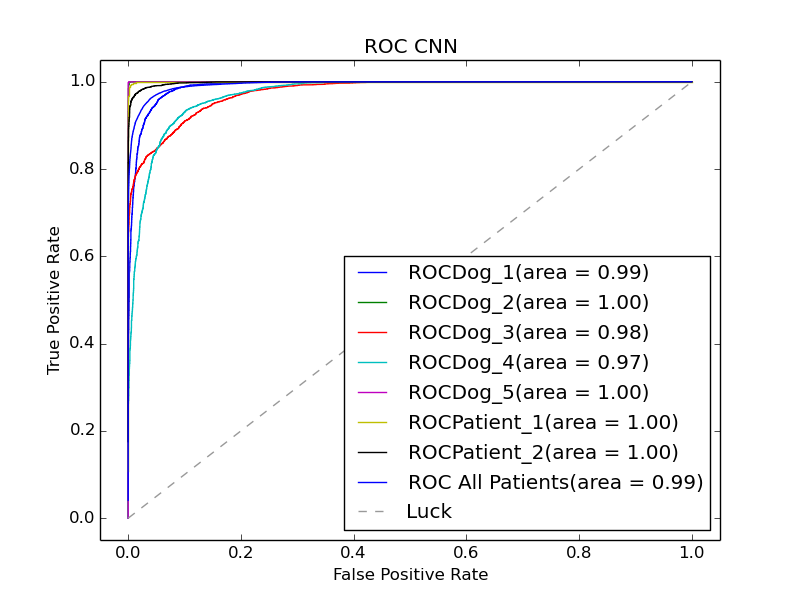 ROC CNN
1.0
0.8
0.6
0.4
0.2
0.0
True Positive Rate
ROCDog_1(area = 0.99)
ROCDog_2(area = 1.00)
ROCDog_3(area = 0.98)
ROCDog_4(area = 0.97)
ROCDog_5(area = 1.00)
ROCPatient_1(area = 1.00)
ROCPatient_2(area = 1.00)
ROC All Patients(area = 0.99)
Luck
0.0 0.2 0.4 0.6 0.8 1.0
False Positive Rate